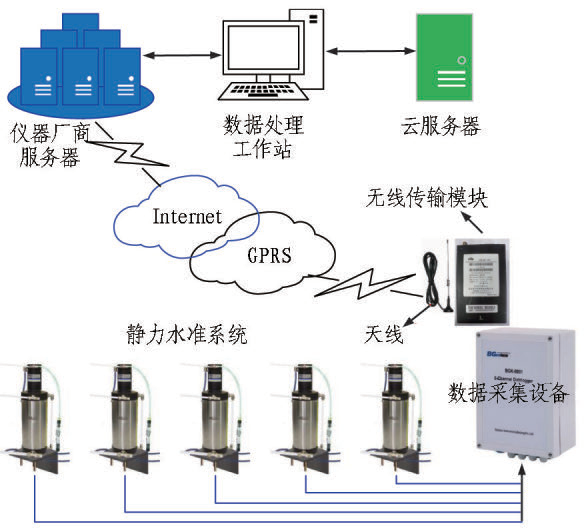 仪器厂商
服务器
数据处理
工作站
云服务器
Internet
GPRS
无线传输模块
天线
静力水准系统
数据采集设备